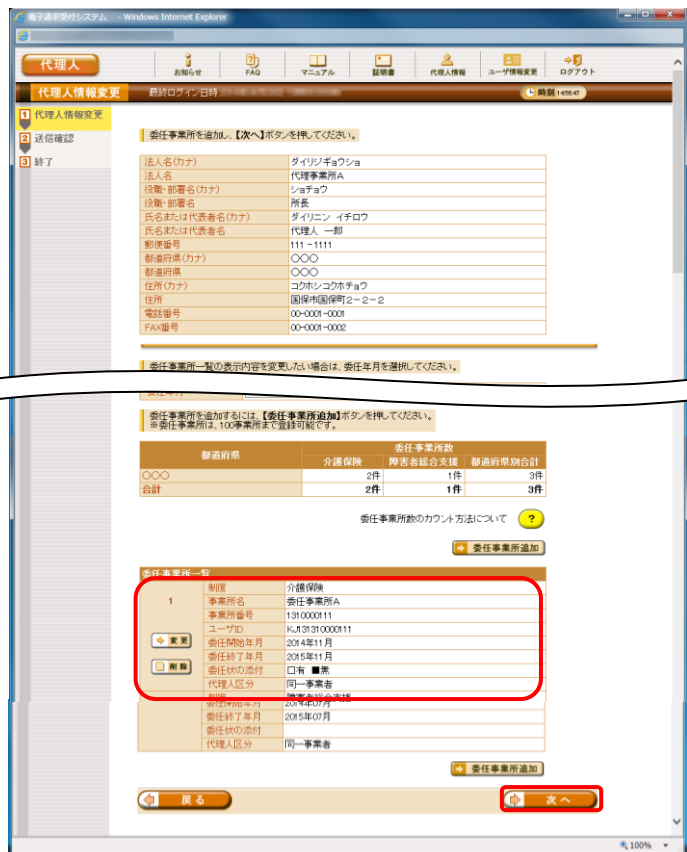 電子請求受付システム - Windows Internet Explorer
代理人
お知らせ FAQ マニュアル 証明書 代理人情報 ユーザ情報変更 ログアウト
代理人情報変更 最終ログイン日時 時刻 14:56:47
1 代理人情報変更
2 送信確認
3 終了
委任事業所を追加し、【次へ】ボタンを押してください。
法人名(カナ) ダイリジギョウショ
法人名 代理事業所A
役職・部署名(カナ) ショチョウ
役職・部署名 所長
氏名または代表者名(カナ) ダイリニン イチロウ
氏名または代表者名 代理人 一郎
郵便番号 111-1111
都道府県(カナ) ○○○
都道府県 ○○○
住所(カナ) コクホシコクホチョウ
住所 国保市国保町2-2-2
電話番号 00-0001-0001
FAX番号 00-0001-0002
委任事業所一覧の表示内容を変更したい場合は、委任年月を選択してください。
委任事業所を追加するには、【委任事業所追加】ボタンを押してください。
※委任事業所は、100事業所まで登録可能です。
都道府県 委任事業所数
介護保険 障害者総合支援 都道府県別合計
○○○ 2件 1件 3件
合計 2件 1件 3件
委任事業所数のカウント方法について ?
委任事業所追加
委任事業所一覧
制度 介護保険
1 事業所名 委任事業所A
事業所番号 1310000111
ユーザID KJ131310000111
変更 委任開始年月 2014年11月
委任終了年月 2015年11月
削除 委任状の添付 □有 ■無
代理人区分 同一事業者
制度 障害者総合支援
委任開始年月 2014年07月
委任終了年月 2015年07月
委任状の添付
代理人区分 同一事業者
委任事業所追加
戻る 次へ
100%